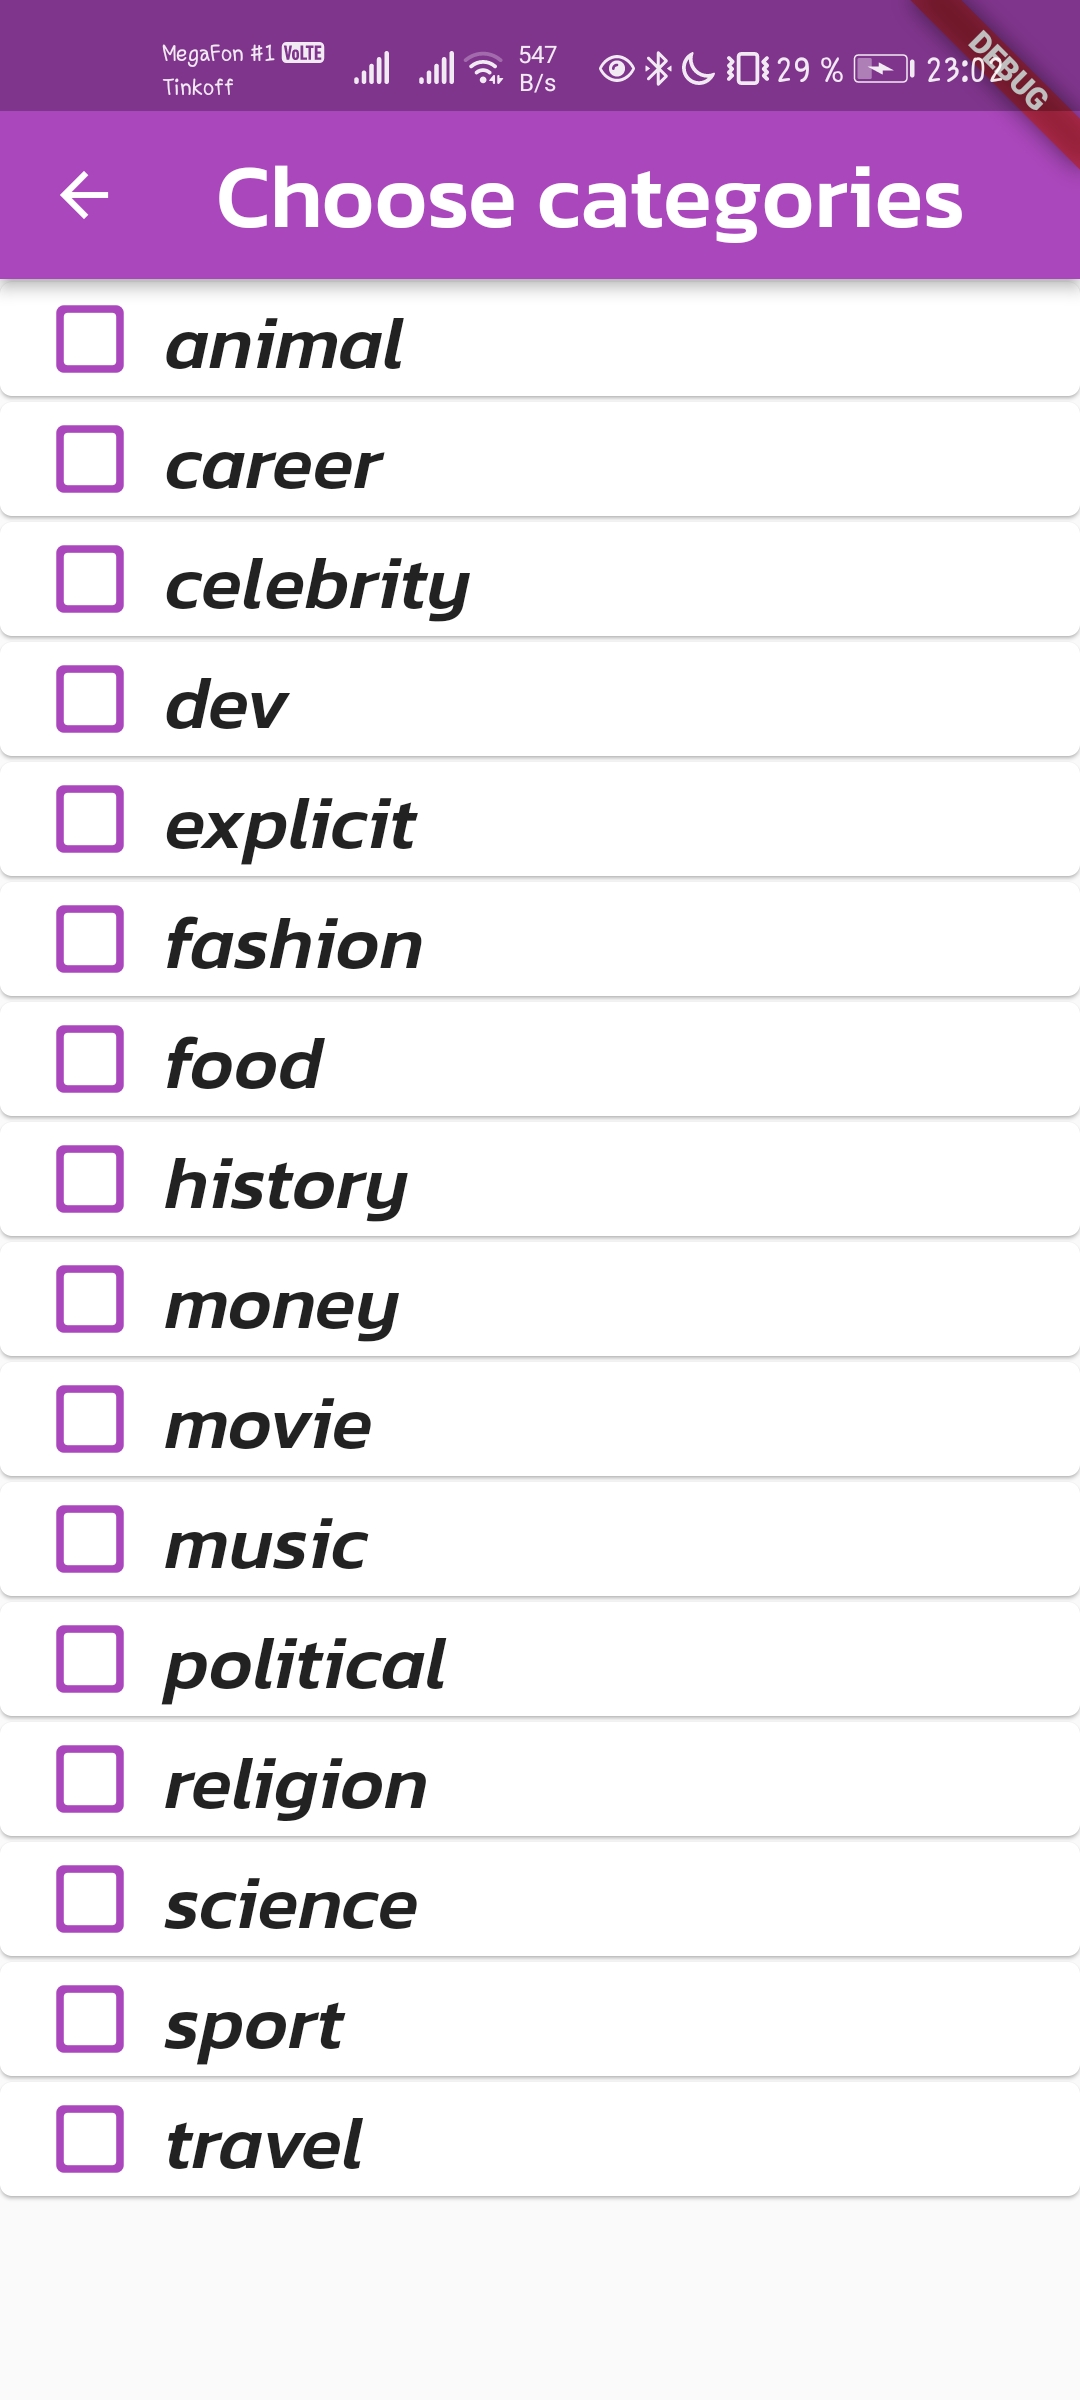 MegaFon #1 VoLTE
Tinkoff
547
B/s
29 %
23:02
DEBUG
Choose categories
animal
career
celebrity
dev
explicit
fashion
food
history
money
movie
music
political
religion
science
sport
travel